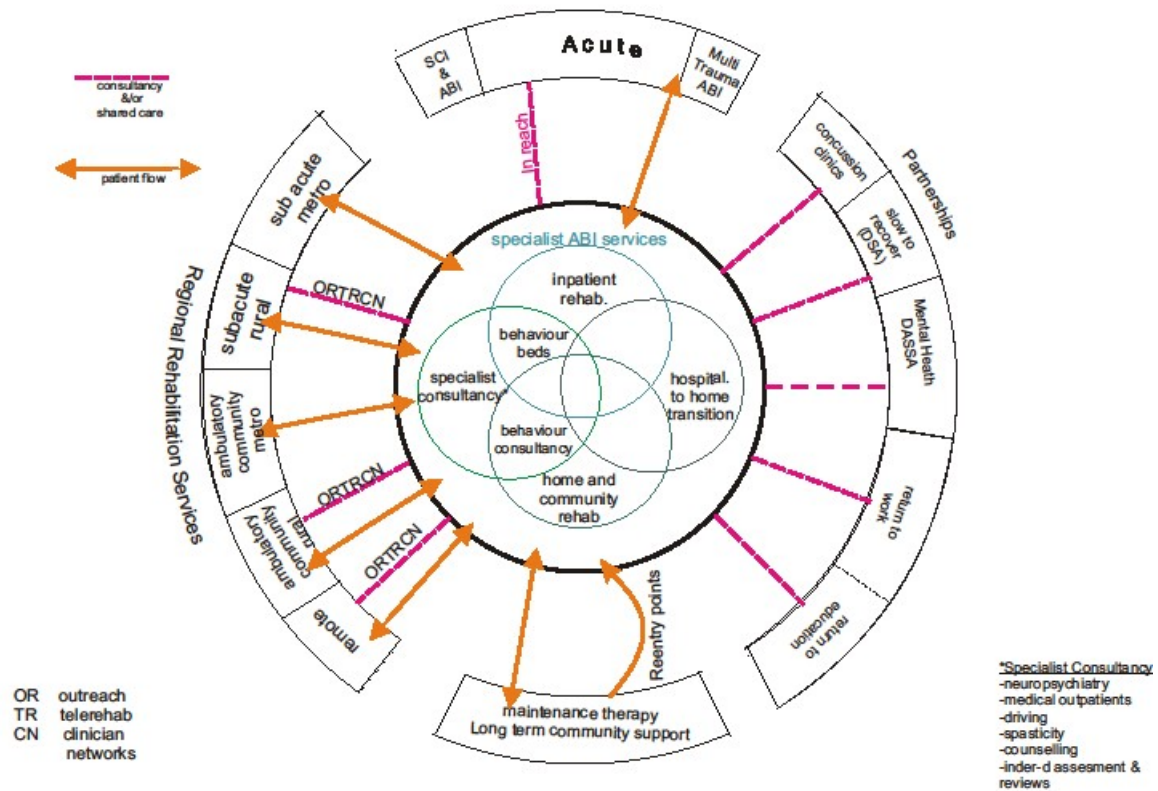 Acute
SCI
&
ABI
Multi
Trauma
ABI
consultancy
&/or
shared care
patient flow
In reach
concussion
clinics
slow to
recover
(DSA)
Partnerships
Mental Heath
DASSA
return to
work
return to
education
sub acute
metro
subacute
rural
ambulatory
community
metro
ambulatory
community
rural
remote
Regional Rehabilitation Services
ORTRCN
ORTRCN
ORTRCN
specialist ABI services
inpatient
rehab.
behaviour
beds
specialist
consultancy*
hospital.
to home
transition
behaviour
consultancy
home and
community
rehab
Reentry points
maintenance therapy
Long term community support
OR outreach
TR telerehab
CN clinician
networks
*Specialist Consultancy
-neuropsychiatry
-medical outpatients
-driving
-spasticity
-counselling
-inder-d assesment &
reviews